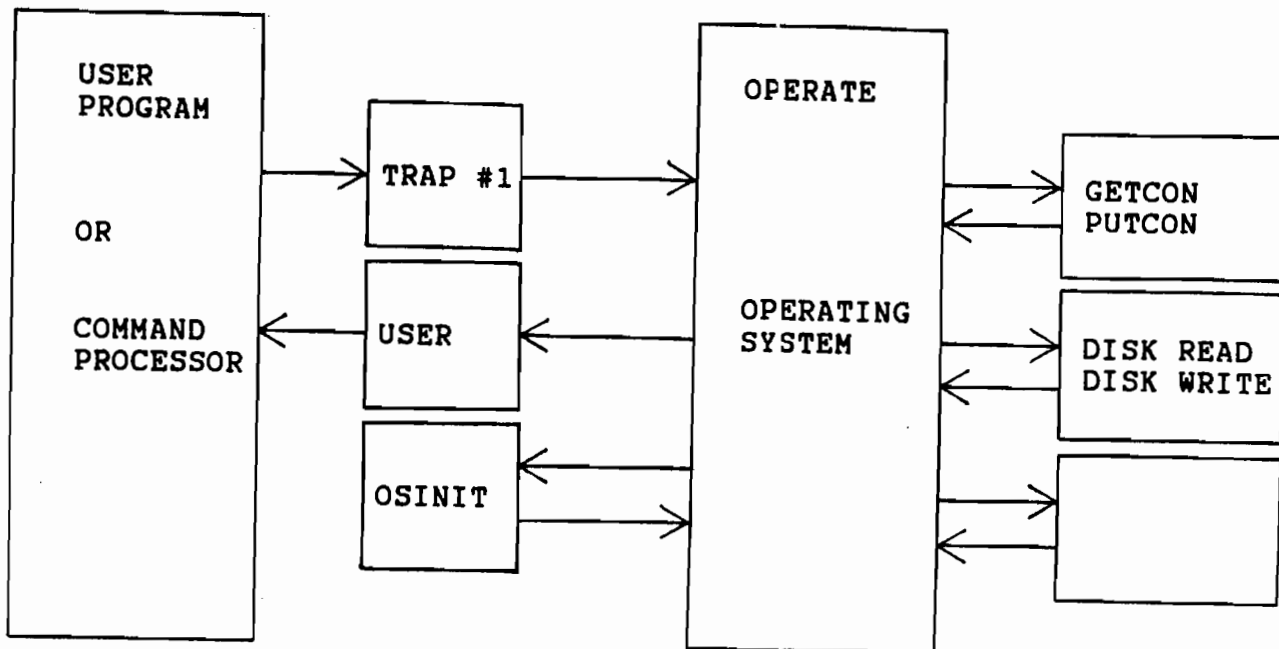 USER
PROGRAM
OR
COMMAND
PROCESSOR
TRAP #1
USER
OSINIT
OPERATE
OPERATING
SYSTEM
GETCON
PUTCON
DISK READ
DISK WRITE